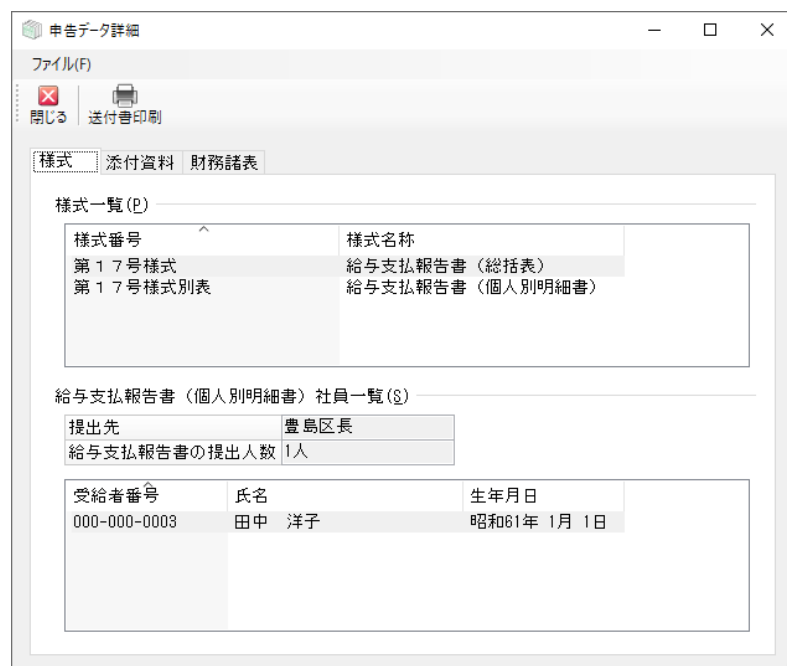 申告データ詳細
ファイル(F)
閉じる 送付書印刷
様式 添付資料 財務諸表
様式一覧(P)
様式番号 様式名称
第１７号様式 給与支払報告書（総括表）
第１７号様式別表 給与支払報告書（個人別明細書）
給与支払報告書（個人別明細書）社員一覧(S)
提出先 豊島区長
給与支払報告書の提出人数 1人
受給者番号 氏名 生年月日
000-000-0003 田中　洋子 昭和61年 1月 1日